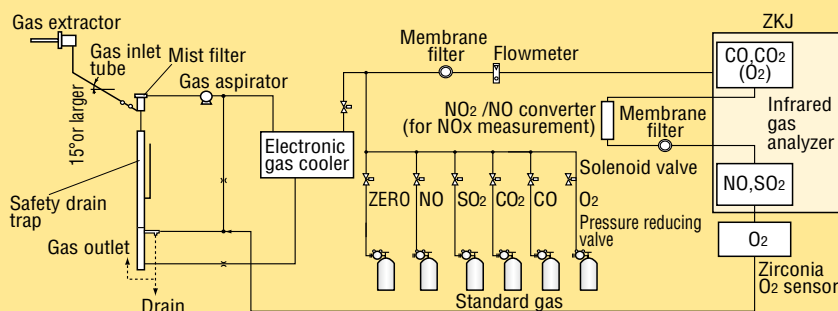 Gas extractor
Gas inlet
tube
Mist filter
Gas aspirator
15°or larger
Safety drain
trap
Gas outlet
Drain
Electronic
gas cooler
Membrane
filter
Flowmeter
NO2 /NO converter
(for NOx measurement)
Membrane
filter
Solenoid valve
ZERO
NO
SO2
CO2
CO
O2
Pressure reducing
valve
Standard gas
ZKJ
CO,CO2
(O2)
Infrared
gas
analyzer
NO,SO2
O2
Zirconia
O2 sensor